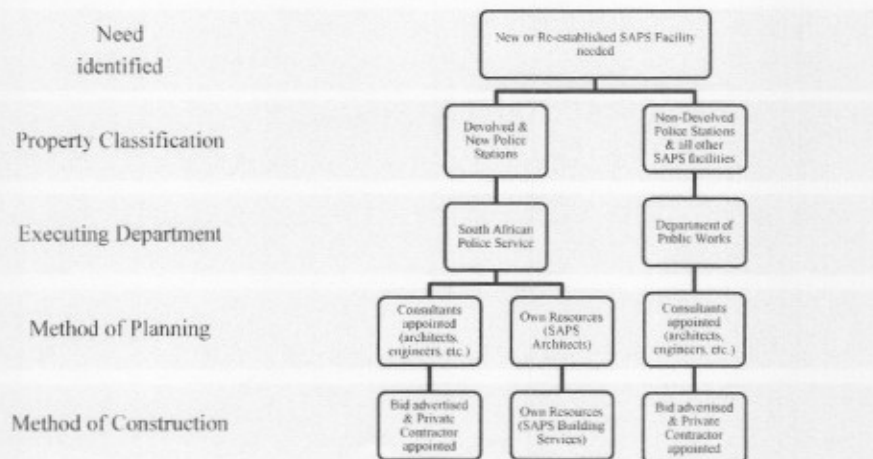 Need
identified
New or Re-established SAPS Facility
needed
Property Classification
Devolved &
New Police
Stations
Non-Devolved
Police Stations
& all other
SAPS facilities
Executing Department
South African
Police Service
Department of
Public Works
Method of Planning
Consultants
appointed
(architects,
engineers, etc.)
Own Resources
(SAPS
Architects)
Consultants
appointed
(architects,
engineers, etc.)
Method of Construction
Bid advertised
& Private
Contractor
appointed
Own Resources
(SAPS Building
Services)
Bid advertised
& Private
Contractor
appointed